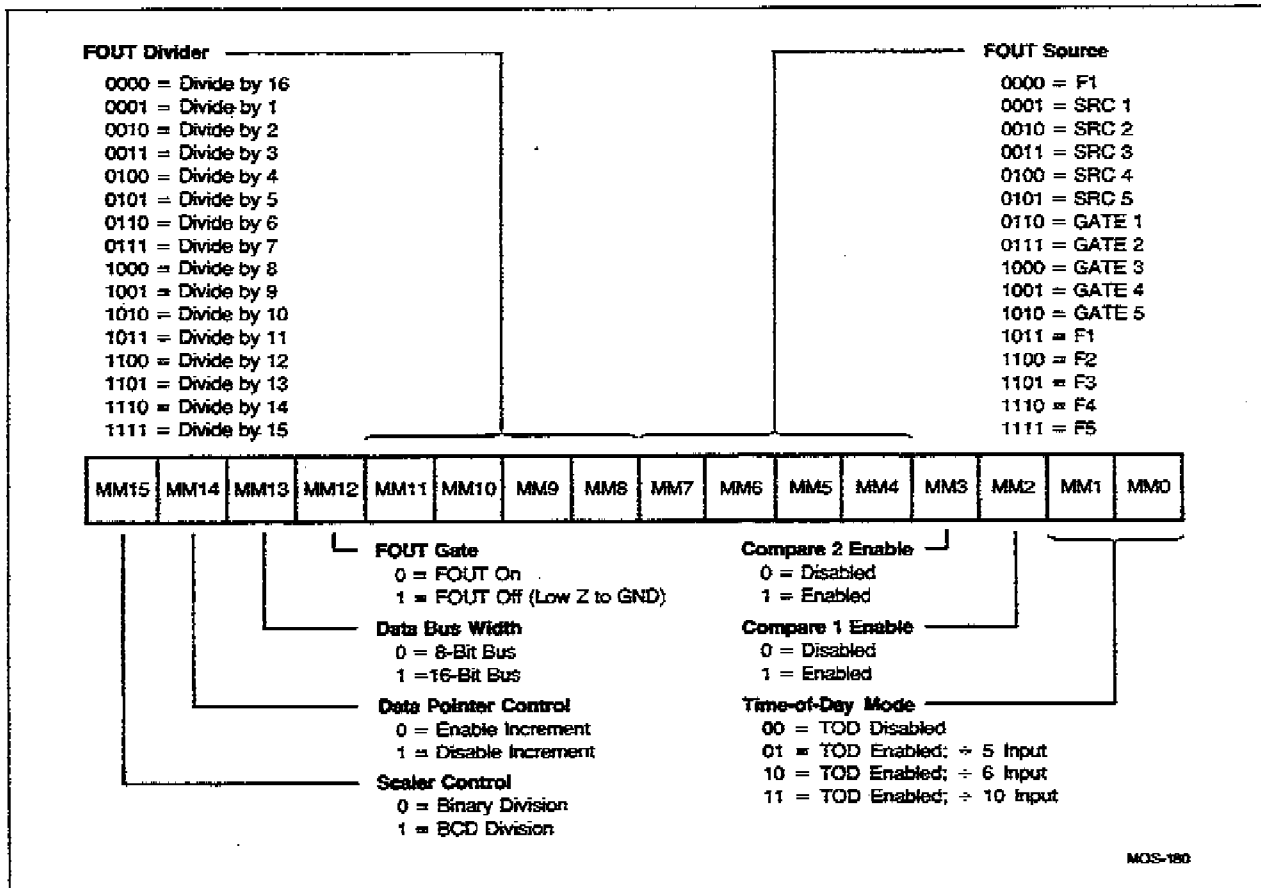 FOUT Divider
0000 = Divide by 16
0001 = Divide by 1
0010 = Divide by 2
0011 = Divide by 3
0100 = Divide by 4
0101 = Divide by 5
0110 = Divide by 6
0111 = Divide by 7
1000 = Divide by 8
1001 = Divide by 9
1010 = Divide by 10
1011 = Divide by 11
1100 = Divide by 12
1101 = Divide by 13
1110 = Divide by 14
1111 = Divide by 15
FOUT Source
0000 = F1
0001 = SRC 1
0010 = SRC 2
0011 = SRC 3
0100 = SRC 4
0101 = SRC 5
0110 = GATE 1
0111 = GATE 2
1000 = GATE 3
1001 = GATE 4
1010 = GATE 5
1011 = F1
1100 = F2
1101 = F3
1110 = F4
1111 = F5
MM15 MM14 MM13 MM12 MM11 MM10 MM9 MM8 MM7 MM6 MM5 MM4 MM3 MM2 MM1 MM0
FOUT Gate
0 = FOUT On
1 = FOUT Off (Low Z to GND)
Data Bus Width
0 = 8-Bit Bus
1 =16-Bit Bus
Data Pointer Control
0 = Enable Increment
1 = Disable Increment
Scaler Control
0 = Binary Division
1 = BCD Division
Compare 2 Enable
0 = Disabled
1 = Enabled
Compare 1 Enable
0 = Disabled
1 = Enabled
Time-of-Day Mode
00 = TOD Disabled
01 = TOD Enabled; ÷ 5 Input
10 = TOD Enabled; ÷ 6 Input
11 = TOD Enabled; ÷ 10 Input
MOS-180